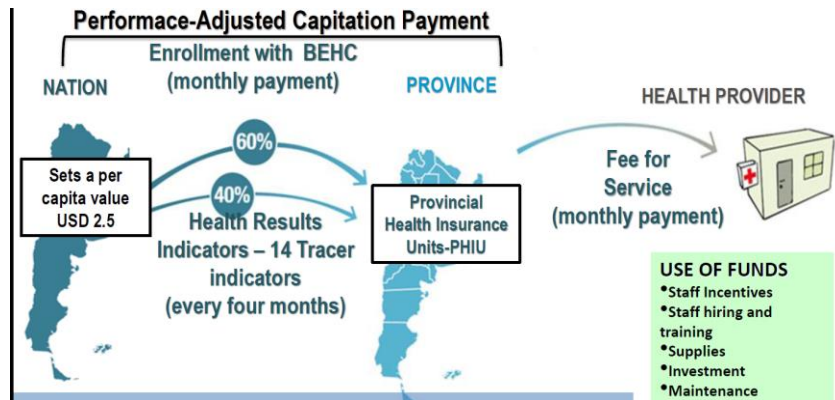 Performace-Adjusted Capitation Payment
Enrollment with BEHC
(monthly payment)
NATION
PROVINCE
HEALTH PROVIDER
60%
Sets a per
capita value
USD 2.5
40%
Health Results
Indicators – 14 Tracer
indicators
(every four months)
Provincial
Health Insurance
Units-PHIU
Fee for
Service
(monthly payment)
USE OF FUNDS
•Staff Incentives
•Staff hiring and
training
•Supplies
•Investment
•Maintenance